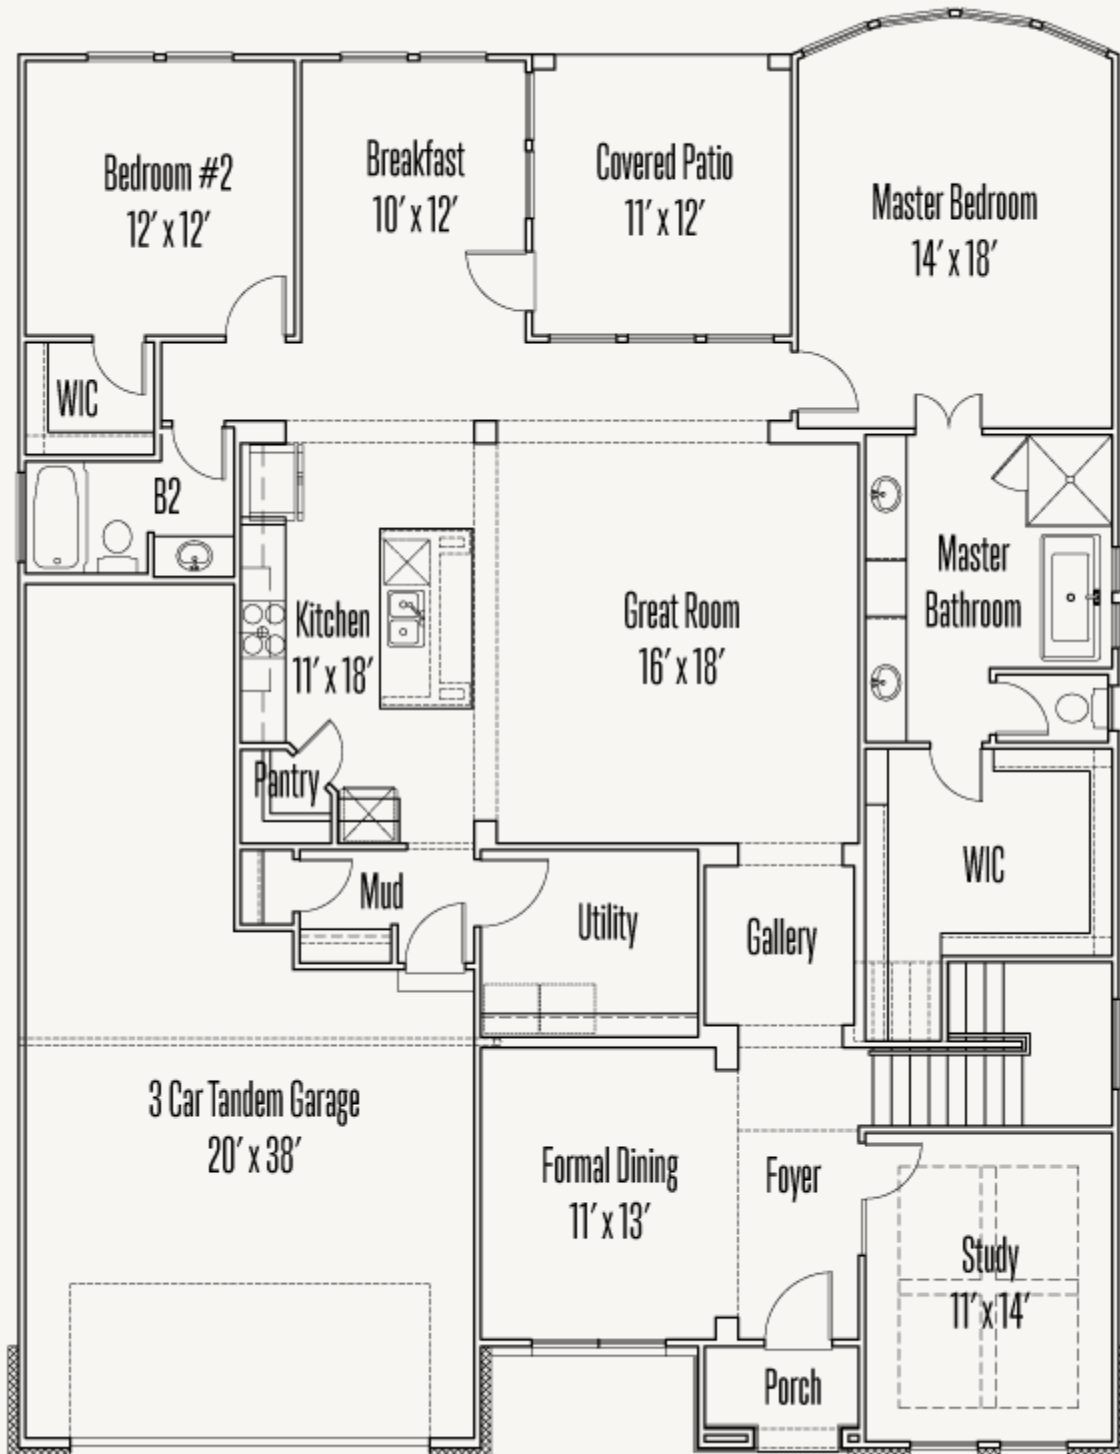 Bedroom #2
12' x 12'
Breakfast
10' x 12'
Covered Patio
11' x 12'
Master Bedroom
14' x 18'
WIC
B2
Kitchen
11' x 18'
Great Room
16' x 18'
Master
Bathroom
Pantry
Mud
Utility
Gallery
WIC
3 Car Tandem Garage
20' x 38'
Formal Dining
11' x 13'
Foyer
Study
11' x 14'
Porch